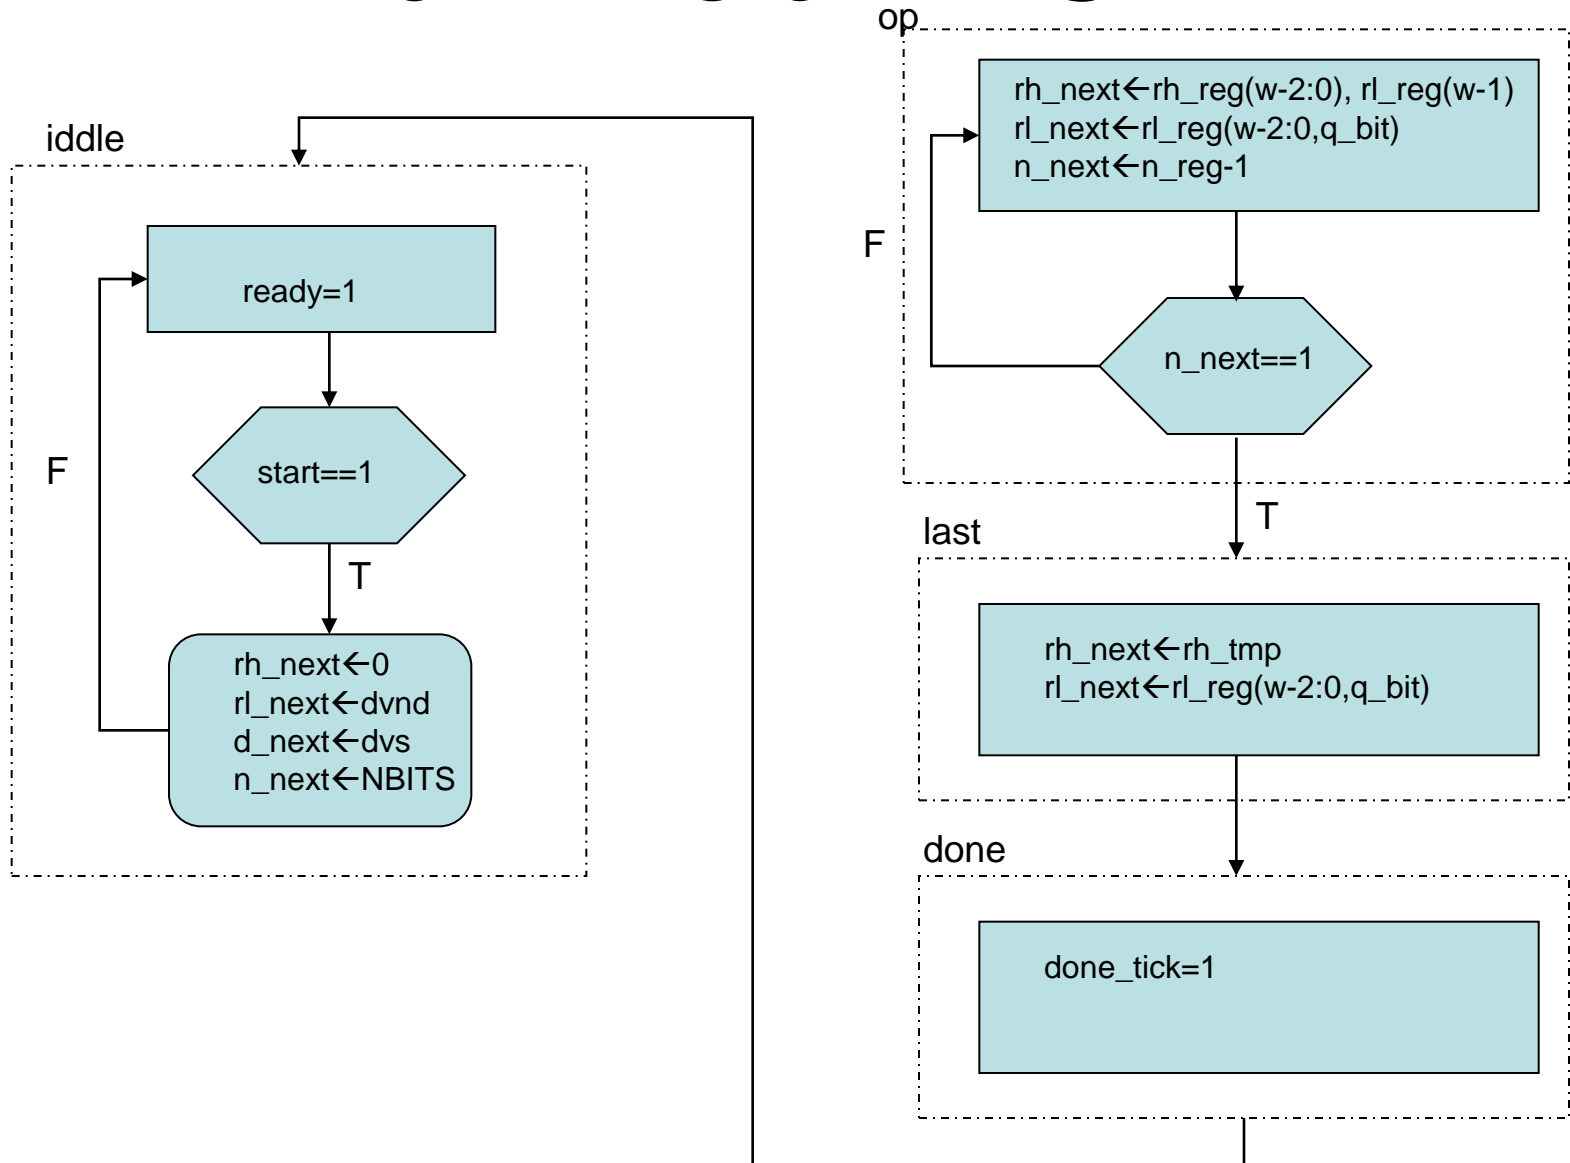 iddle
ready=1
start==1
F
T
rh_next←0
rl_next←dvnd
d_next←dvs
n_next←NBITS
op
rh_next←rh_reg(w-2:0), rl_reg(w-1)
rl_next←rl_reg(w-2:0,q_bit)
n_next←n_reg-1
F
n_next==1
T
last
rh_next←rh_tmp
rl_next←rl_reg(w-2:0,q_bit)
done
done_tick=1